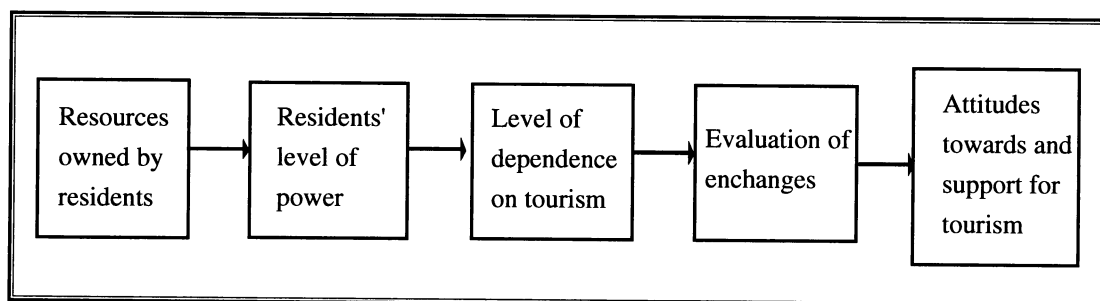 Resources
owned by
residents
Residents'
level of
power
Level of
dependence
on tourism
Evaluation of
enchanges
Attitudes
towards and
support for
tourism